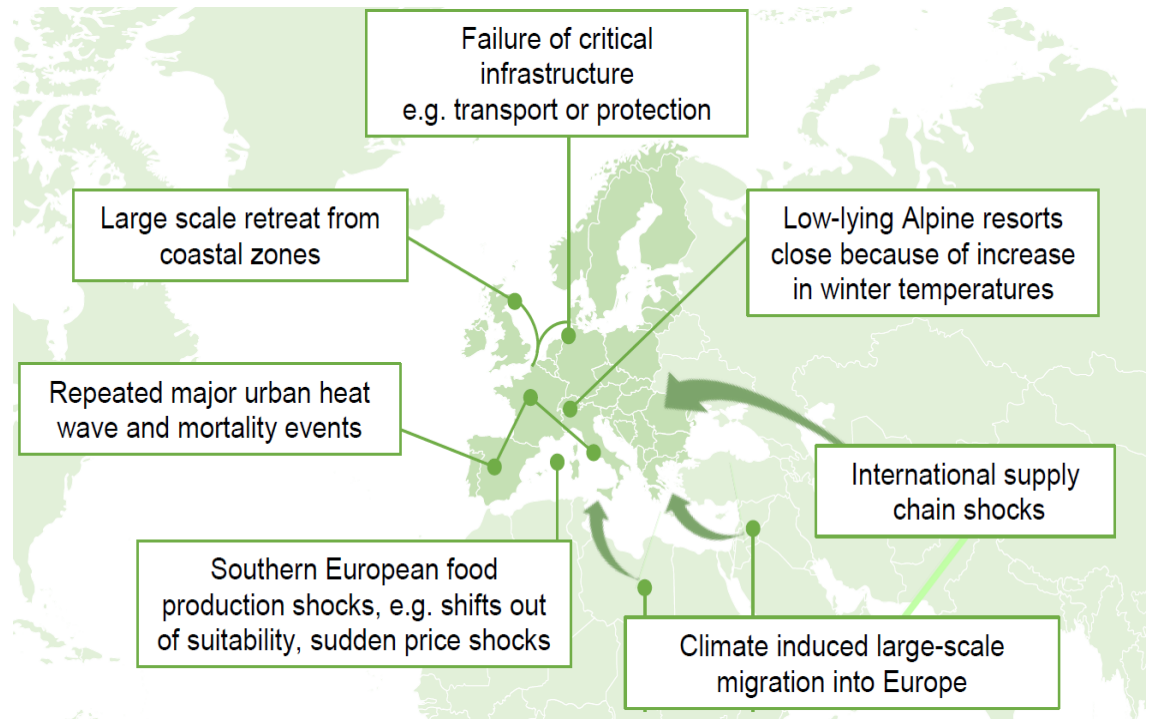 Failure of critical
infrastructure
e.g. transport or protection
Large scale retreat from
coastal zones
Low-lying Alpine resorts
close because of increase
in winter temperatures
Repeated major urban heat
wave and mortality events
International supply
chain shocks
Southern European food
production shocks, e.g. shifts out
of suitability, sudden price shocks
Climate induced large-scale
migration into Europe